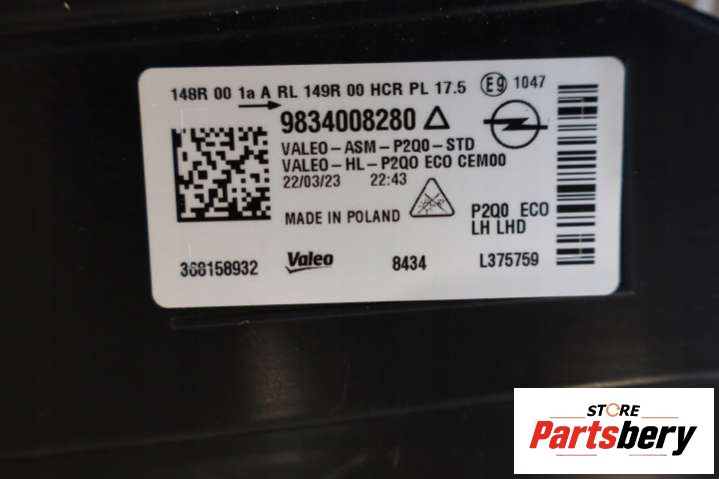 148R 00 1a A RL 149R 00 HCR PL 17.5 E9 1047
9834008280
VALEO-ASM-P2Q0-STD
VALEO-HL-P2Q0 ECO CEM00
22/03/23 22:43
MADE IN POLAND
P2Q0 ECO
LH LHD
368158932 Valeo 8434 L375759
STORE
Partsbery